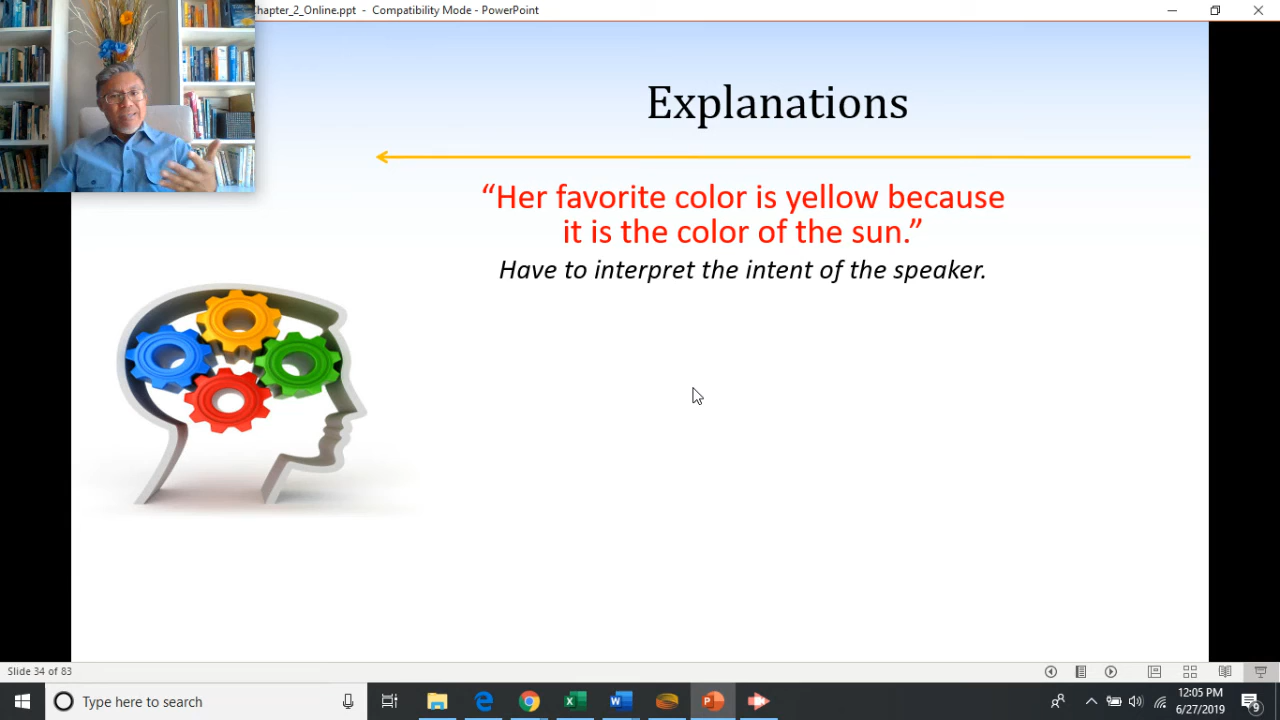 Chapter_2_Online.ppt - Compatibility Mode - PowerPoint
Explanations
“Her favorite color is yellow because
it is the color of the sun.”
Have to interpret the intent of the speaker.
Slide 34 of 83
Type here to search
12:05 PM
6/27/2019
9